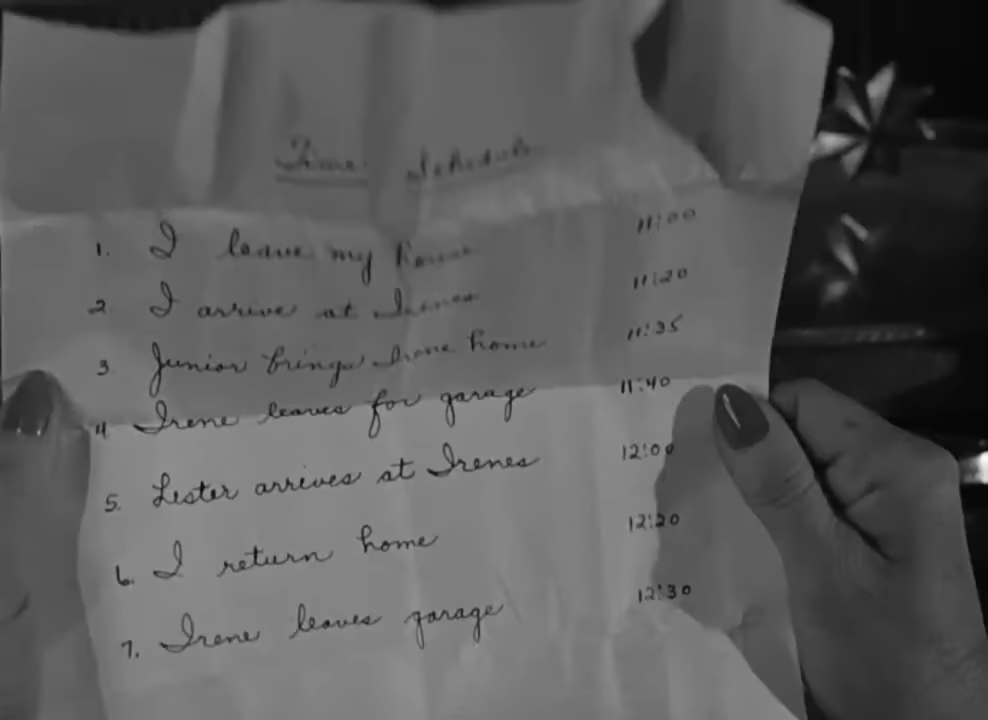 Time Schedule
1. I leave my house 11:00
2. I arrive at Irenes 11:20
3. Junior brings Irene home 11:35
4. Irene leaves for garage 11:40
5. Lester arrives at Irenes 12:00
6. I return home 12:20
7. Irene leaves garage 12:30